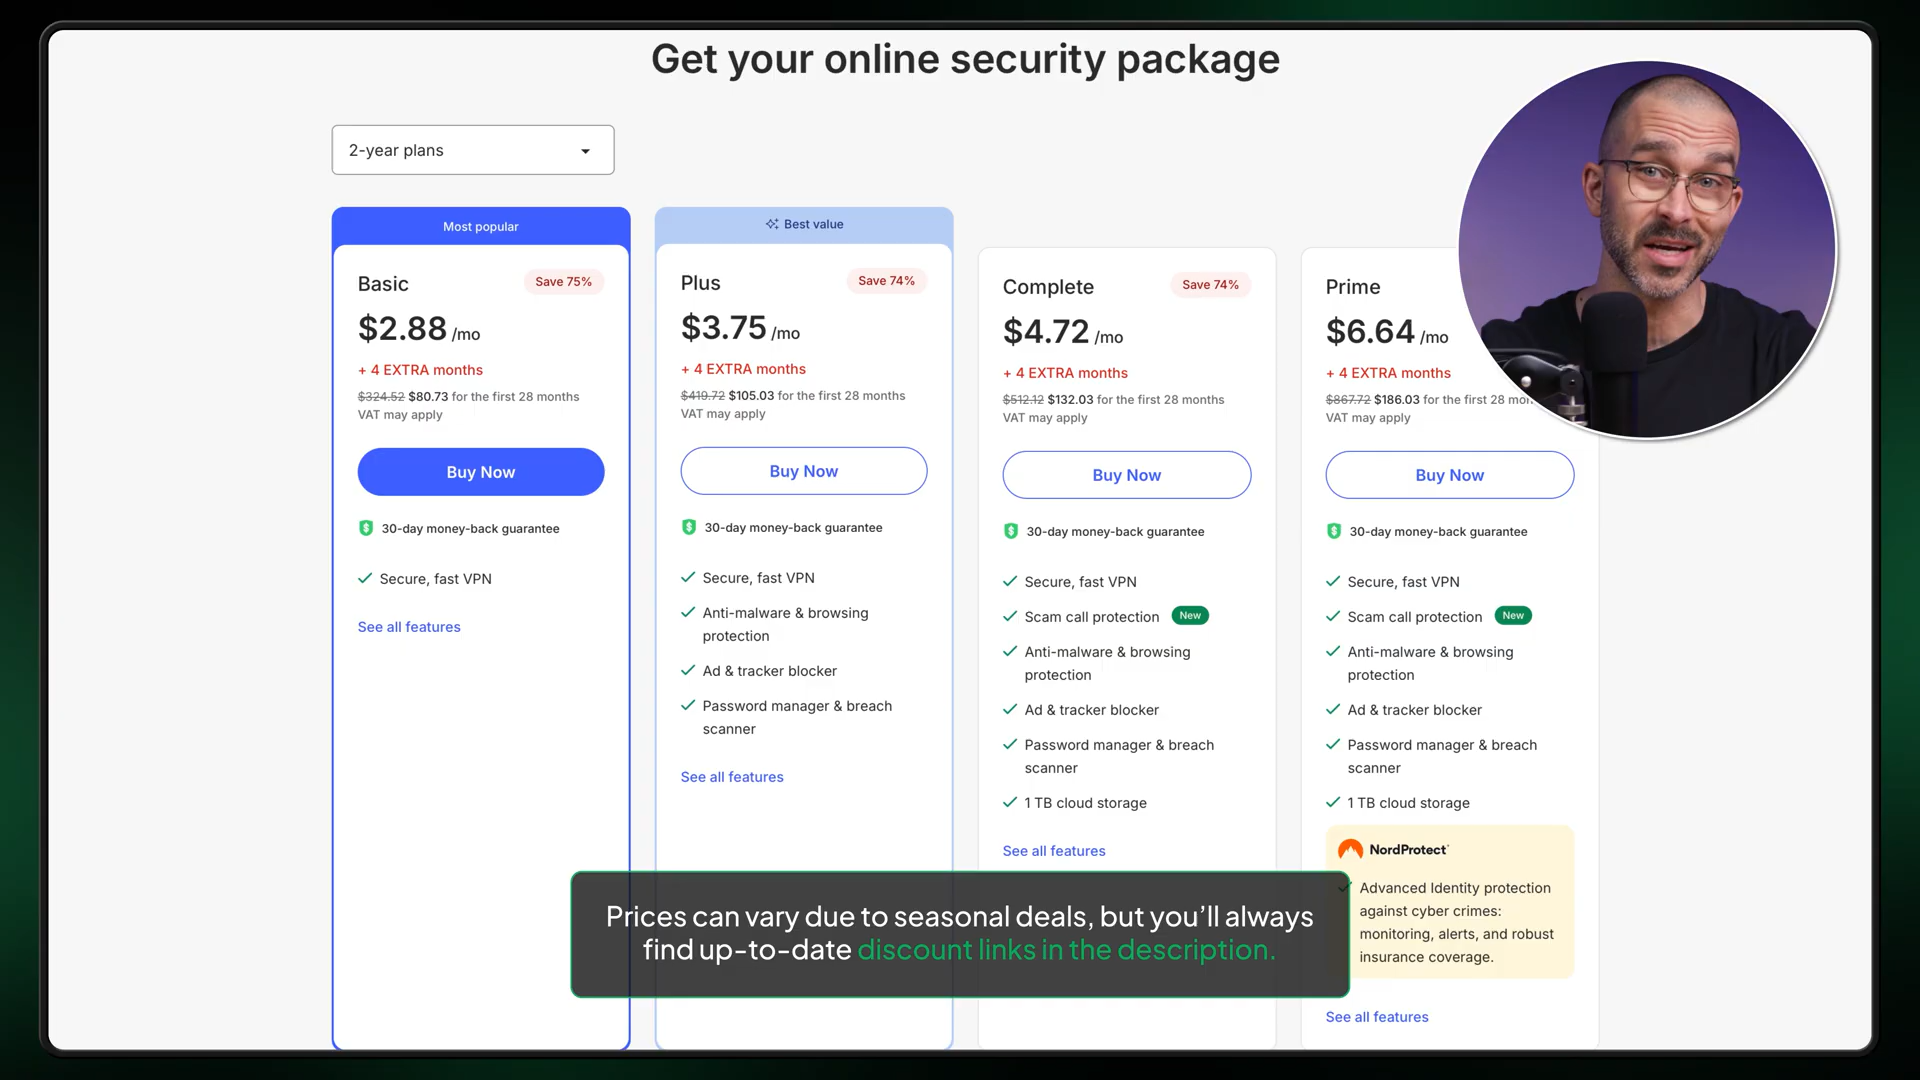 Get your online security package
2-year plans
Most popular
Basic
Save 75%
$2.88 /mo
+ 4 EXTRA months
$324.52 $80.73 for the first 28 months
VAT may apply
Buy Now
30-day money-back guarantee
Secure, fast VPN
See all features
Best value
Plus
Save 74%
$3.75 /mo
+ 4 EXTRA months
$419.72 $105.03 for the first 28 months
VAT may apply
Buy Now
30-day money-back guarantee
Secure, fast VPN
Anti-malware & browsing
protection
Ad & tracker blocker
Password manager & breach
scanner
See all features
Complete
Save 74%
$4.72 /mo
+ 4 EXTRA months
$512.12 $132.03 for the first 28 months
VAT may apply
Buy Now
30-day money-back guarantee
Secure, fast VPN
Scam call protection New
Anti-malware & browsing
protection
Ad & tracker blocker
Password manager & breach
scanner
1 TB cloud storage
See all features
Prime
$6.64 /mo
+ 4 EXTRA months
$867.72 $186.03 for the first 28
VAT may apply
Buy Now
30-day money-back guarantee
Secure, fast VPN
Scam call protection New
Anti-malware & browsing
protection
Ad & tracker blocker
Password manager & breach
scanner
1 TB cloud storage
NordProtect
Advanced Identity protection
against cyber crimes:
monitoring, alerts, and robust
insurance coverage.
See all features
Prices can vary due to seasonal deals, but you'll always
find up-to-date discount links in the description.